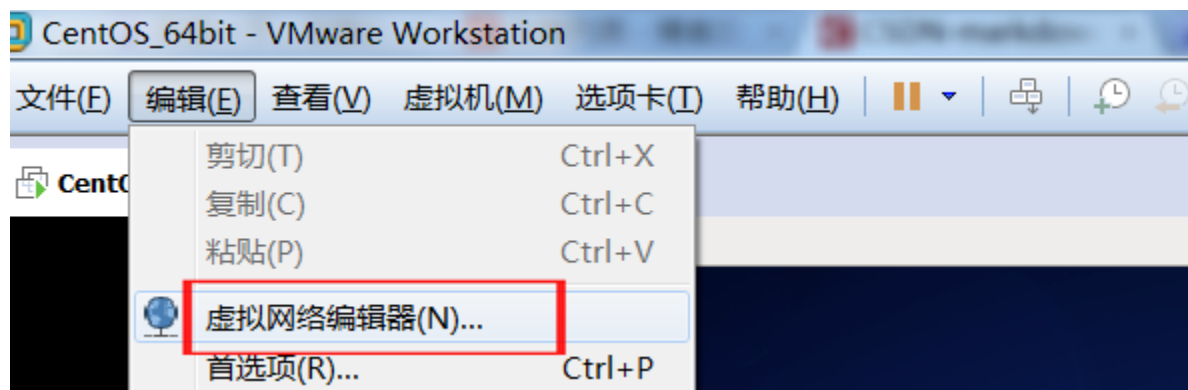 CentOS_64bit - VMware Workstation
文件(F) 编辑(E) 查看(V) 虚拟机(M) 选项卡(T) 帮助(H)
剪切(T) Ctrl+X
CentO
复制(C) Ctrl+C
粘贴(P) Ctrl+V
虚拟网络编辑器(N)...
首选项(R)... Ctrl+P